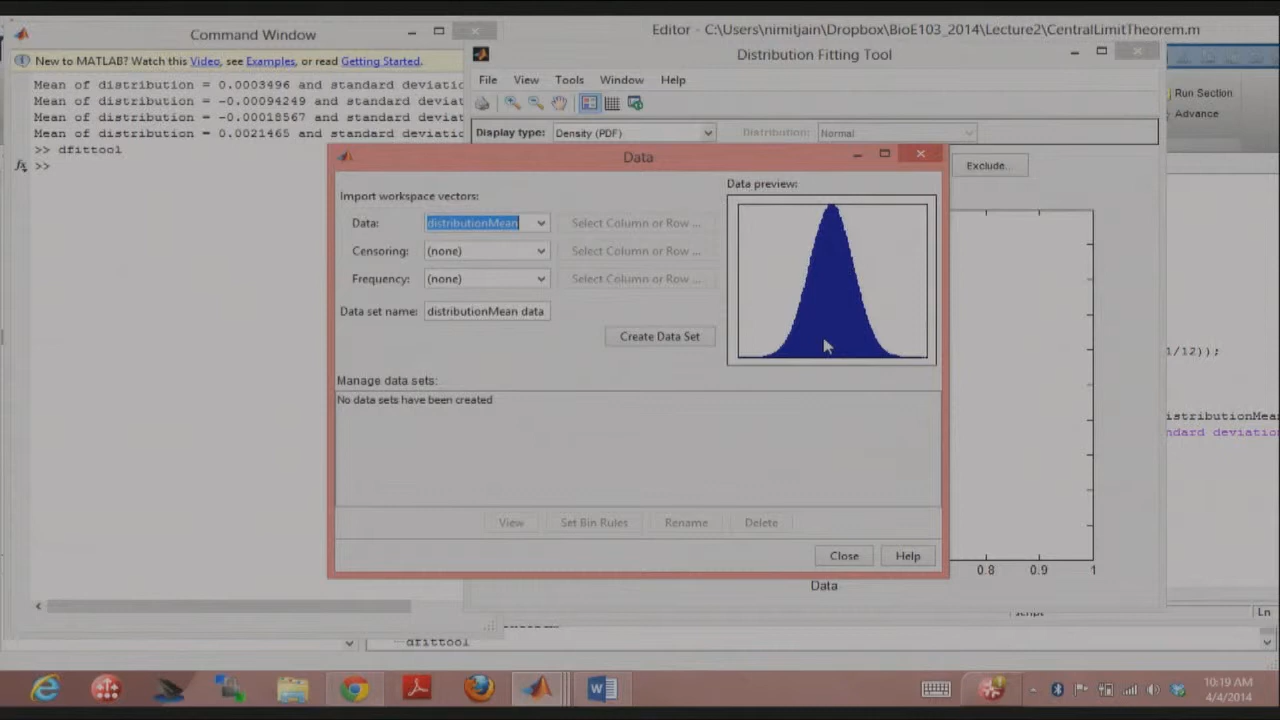 Command Window
Editor - C:\Users\nimitjain\Dropbox\BioE103_2014\Lecture2\CentralLimitTheorem.m
New to MATLAB? Watch this Video, see Examples, or read Getting Started.
Distribution Fitting Tool
Mean of distribution = 0.0003496 and standard deviat
Mean of distribution = -0.00094249 and standard deviat
Mean of distribution = -0.00018567 and standard deviat
Mean of distribution = 0.0021465 and standard deviatio
>> dfittool
fx >>
File View Tools Window Help
Run Section
Advance
Display type: Density (PDF) Distribution: Normal
Data
Exclude...
Import workspace vectors:
Data preview:
Data: distributionMean Select Column or Row ...
Censoring: (none) Select Column or Row ...
Frequency: (none) Select Column or Row ...
Data set name: distributionMean data
Create Data Set
Manage data sets:
No data sets have been created
View Set Bin Rules Rename Delete
Close Help
1/12));
istributionMea
ndard deviatio
0.8 0.9 1
Data
script Ln
dfittool
10:19 AM
4/4/2014